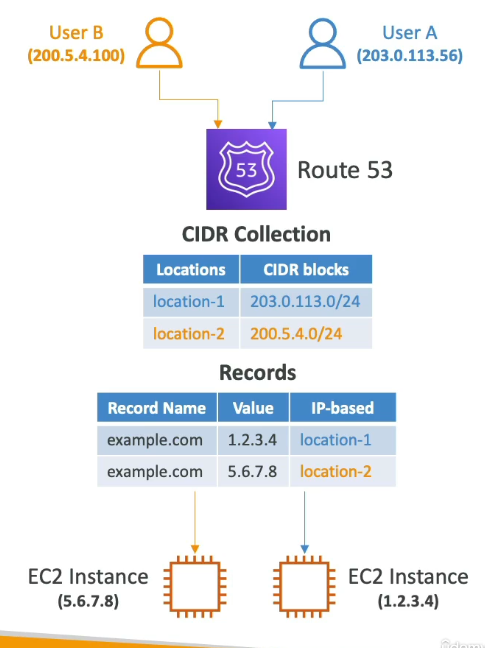 User B
(200.5.4.100)
User A
(203.0.113.56)
53
Route 53
CIDR Collection
Locations CIDR blocks
location-1 203.0.113.0/24
location-2 200.5.4.0/24
Records
Record Name Value IP-based
example.com 1.2.3.4 location-1
example.com 5.6.7.8 location-2
EC2 Instance
(5.6.7.8)
EC2 Instance
(1.2.3.4)